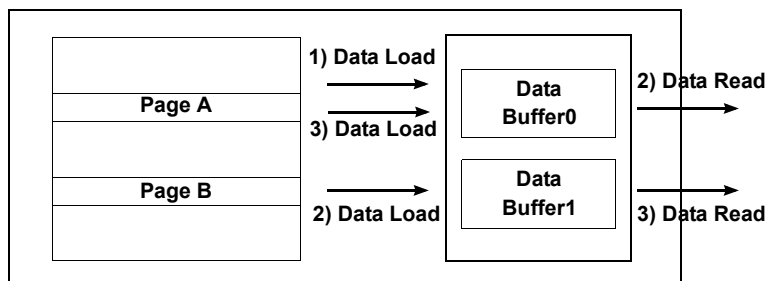 1) Data Load
Page A
3) Data Load
Data
Buffer0
2) Data Read
Page B
2) Data Load
Data
Buffer1
3) Data Read